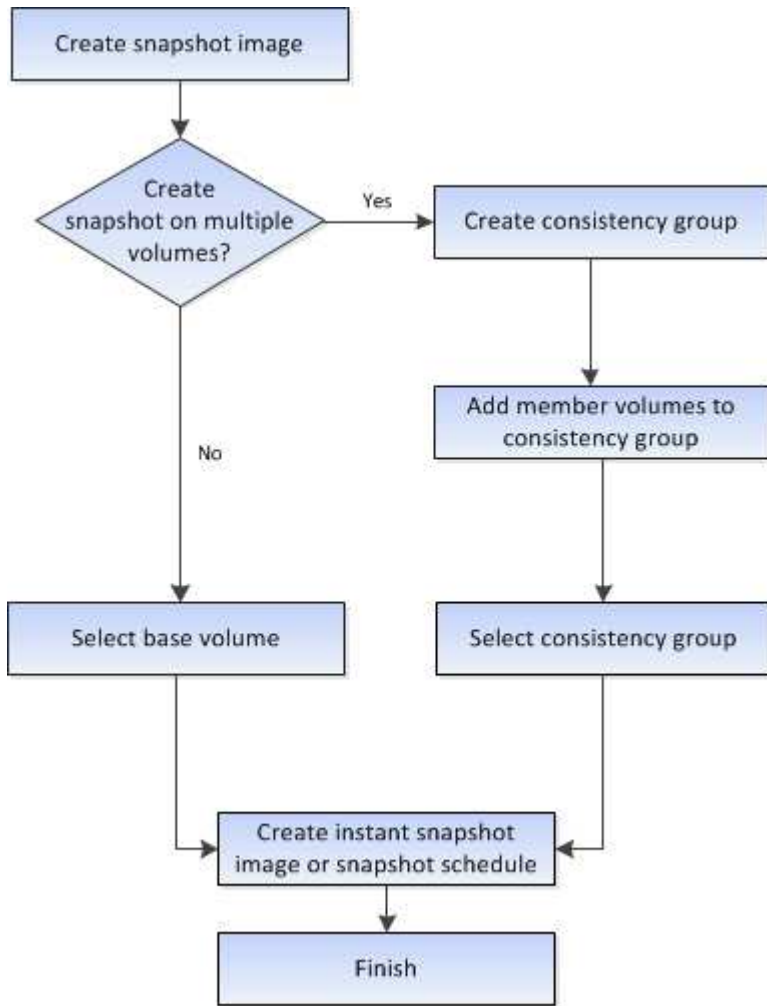 Create snapshot image
Create
snapshot on multiple
volumes?
Yes
Create consistency group
Add member volumes to
consistency group
No
Select base volume
Select consistency group
Create instant snapshot
image or snapshot schedule
Finish